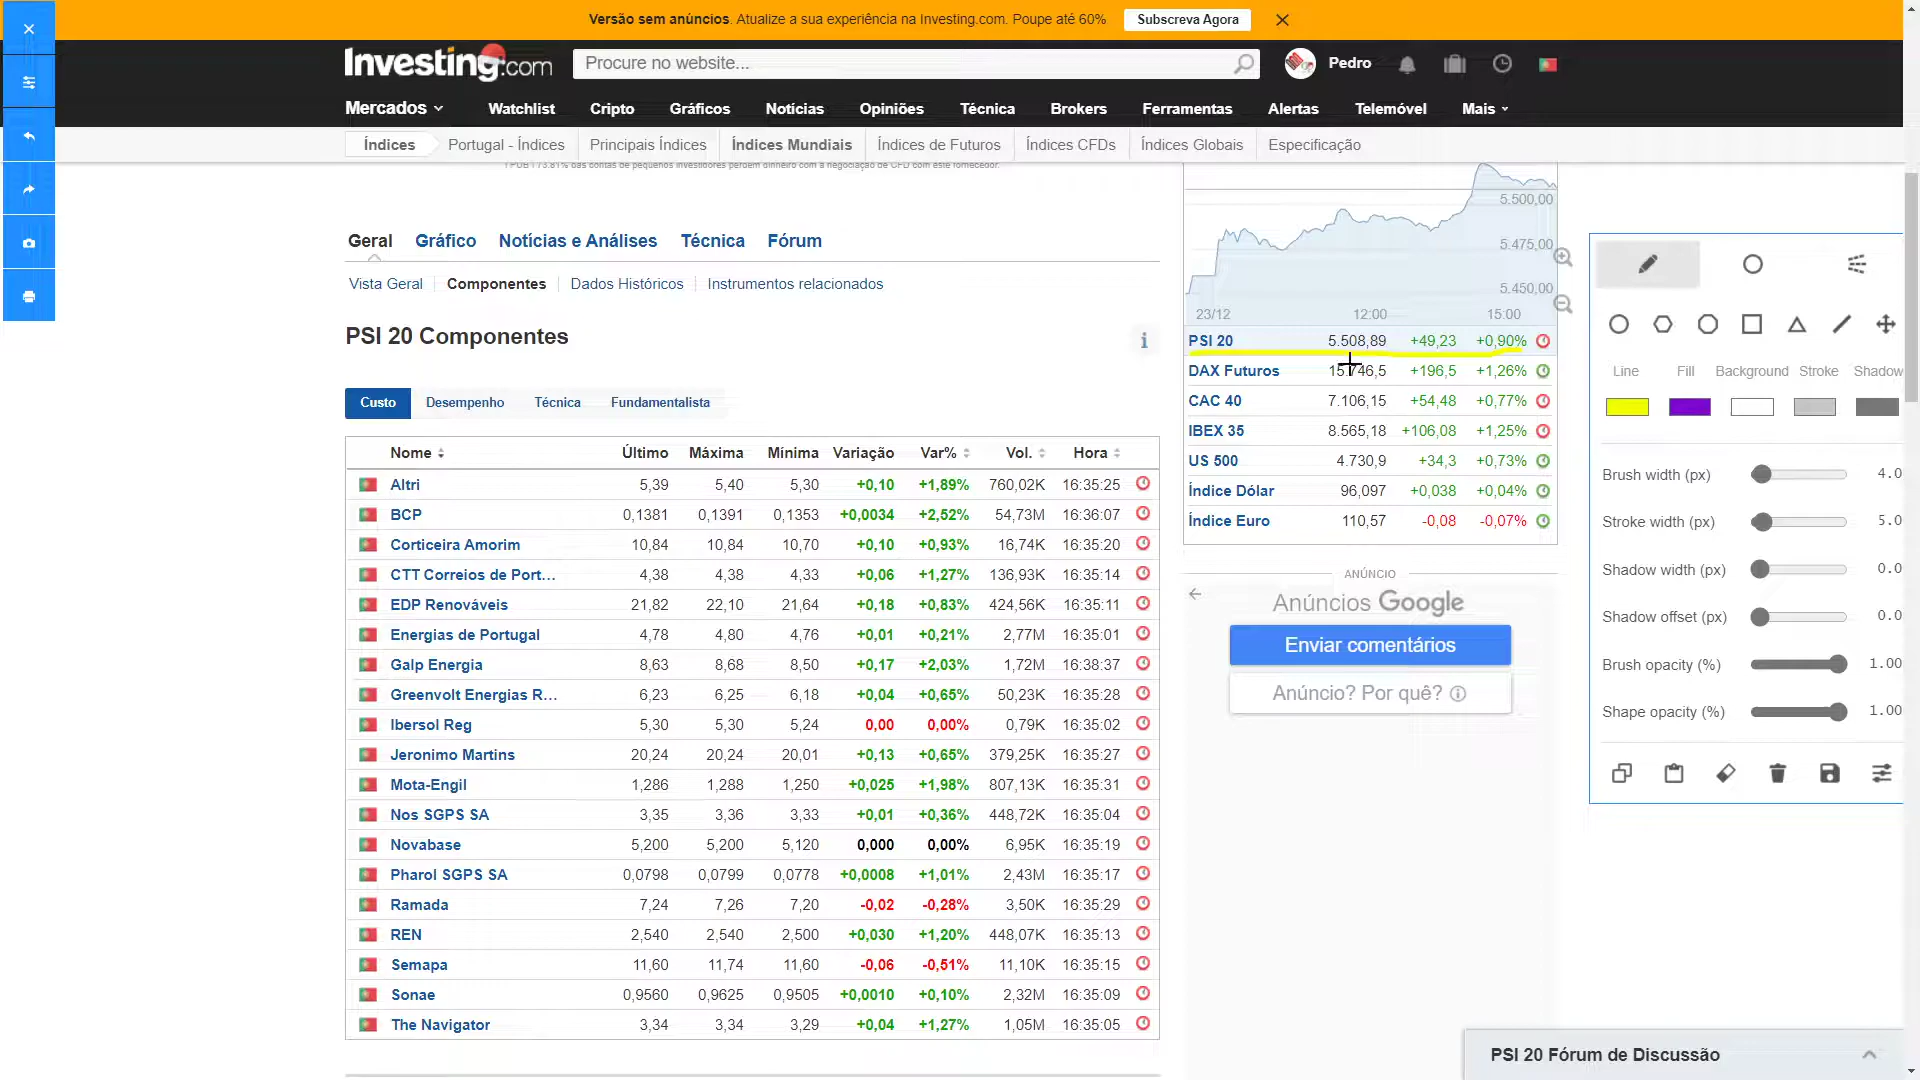 Versão sem anúncios. Atualize a sua experiência na Investing.com. Poupe até 60% Subscreva Agora
Investing.com Procure no website... Pedro
Mercados Watchlist Cripto Gráficos Notícias Opiniões Técnica Brokers Ferramentas Alertas Telemóvel Mais
Índices Portugal - Índices Principais Índices Índices Mundiais Índices de Futuros Índices CFDs Índices Globais Especificação
73.81% das contas de pequenos investidores perdem dinheiro com a negociação de CFD com este fornecedor.
Geral Gráfico Notícias e Análises Técnica Fórum
Vista Geral Componentes Dados Históricos Instrumentos relacionados
PSI 20 Componentes
Custo Desempenho Técnica Fundamentalista
Nome Último Máxima Mínima Variação Var% Vol. Hora
Altri 5,39 5,40 5,30 +0,10 +1,89% 760,02K 16:35:25
BCP 0,1381 0,1391 0,1353 +0,0034 +2,52% 54,73M 16:36:07
Corticeira Amorim 10,84 10,84 10,70 +0,10 +0,93% 16,74K 16:35:20
CTT Correios de Port... 4,38 4,38 4,33 +0,06 +1,27% 136,93K 16:35:14
EDP Renováveis 21,82 22,10 21,64 +0,18 +0,83% 424,56K 16:35:11
Energias de Portugal 4,78 4,80 4,76 +0,01 +0,21% 2,77M 16:35:01
Galp Energia 8,63 8,68 8,50 +0,17 +2,03% 1,72M 16:38:37
Greenvolt Energias R... 6,23 6,25 6,18 +0,04 +0,65% 50,23K 16:35:28
Ibersol Reg 5,30 5,30 5,24 0,00 0,00% 0,79K 16:35:02
Jeronimo Martins 20,24 20,24 20,01 +0,13 +0,65% 379,25K 16:35:27
Mota-Engil 1,286 1,288 1,250 +0,025 +1,98% 807,13K 16:35:31
Nos SGPS SA 3,35 3,36 3,33 +0,01 +0,36% 448,72K 16:35:04
Novabase 5,200 5,200 5,120 0,000 0,00% 6,95K 16:35:19
Pharol SGPS SA 0,0798 0,0799 0,0778 +0,0008 +1,01% 2,43M 16:35:17
Ramada 7,24 7,26 7,20 -0,02 -0,28% 3,50K 16:35:29
REN 2,540 2,540 2,500 +0,030 +1,20% 448,07K 16:35:13
Semapa 11,60 11,74 11,60 -0,06 -0,51% 11,10K 16:35:15
Sonae 0,9560 0,9625 0,9505 +0,0010 +0,10% 2,32M 16:35:09
The Navigator 3,34 3,34 3,29 +0,04 +1,27% 1,05M 16:35:05
5.500,00
5.475,00
5.450,00
23/12 12:00 15:00
PSI 20 5.508,89 +49,23 +0,90%
DAX Futuros 15.746,5 +196,5 +1,26%
CAC 40 7.106,15 +54,48 +0,77%
IBEX 35 8.565,18 +106,08 +1,25%
US 500 4.730,9 +34,3 +0,73%
Índice Dólar 96,097 +0,038 +0,04%
Índice Euro 110,57 -0,08 -0,07%
ANÚNCIO
Anúncios Google
Enviar comentários
Anúncio? Por quê?
Line Fill Background Stroke Shadow
Brush width (px) 4.0
Stroke width (px) 5.0
Shadow width (px) 0.0
Shadow offset (px) 0.0
Brush opacity (%) 1.00
Shape opacity (%) 1.00
PSI 20 Fórum de Discussão